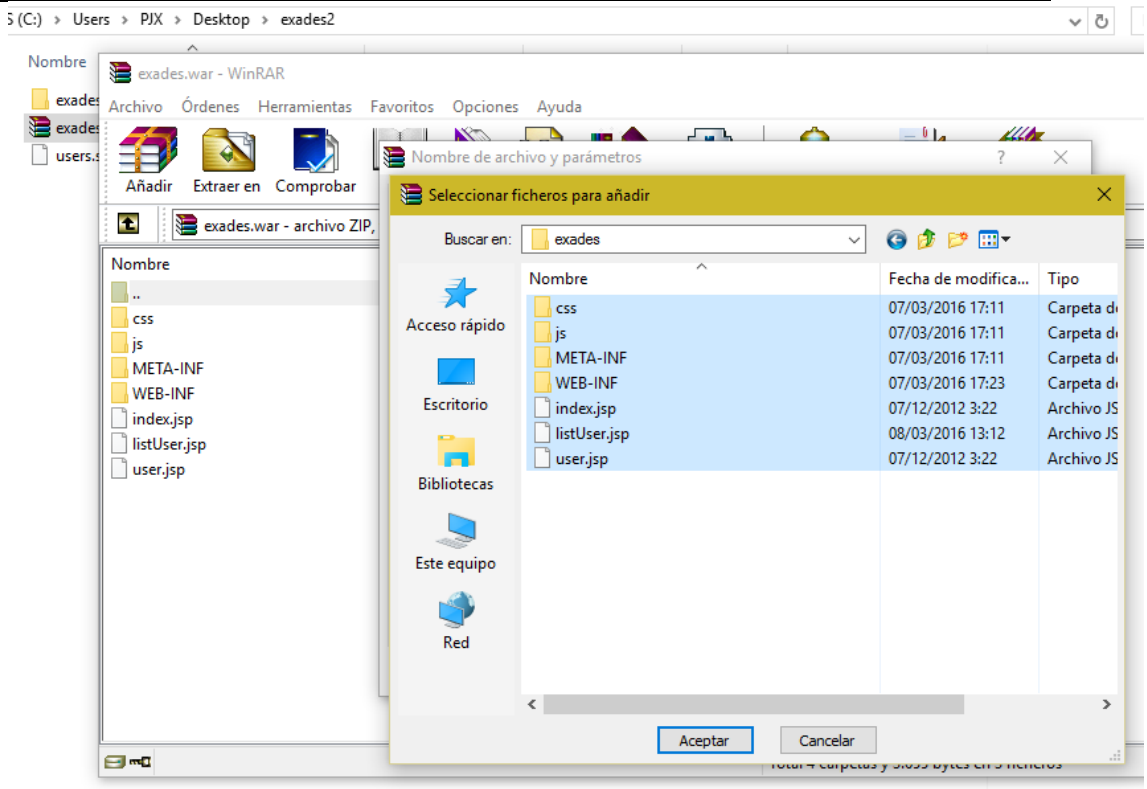 S (C:) > Users > PJX > Desktop > exades2
Nombre
exades
exades
users.s
exades.war - WinRAR
Archivo Órdenes Herramientas Favoritos Opciones Ayuda
Añadir Extraer en Comprobar
exades.war - archivo ZIP,
Nombre
..
css
js
META-INF
WEB-INF
index.jsp
listUser.jsp
user.jsp
Nombre de archivo y parámetros
?
Seleccionar ficheros para añadir
Buscar en: exades
Acceso rápido
Escritorio
Bibliotecas
Este equipo
Red
Nombre Fecha de modifica... Tipo
css 07/03/2016 17:11 Carpeta de
js 07/03/2016 17:11 Carpeta de
META-INF 07/03/2016 17:11 Carpeta de
WEB-INF 07/03/2016 17:23 Carpeta de
index.jsp 07/12/2012 3:22 Archivo JS
listUser.jsp 08/03/2016 13:12 Archivo JS
user.jsp 07/12/2012 3:22 Archivo JS
Aceptar Cancelar
Total 4 carpetas y